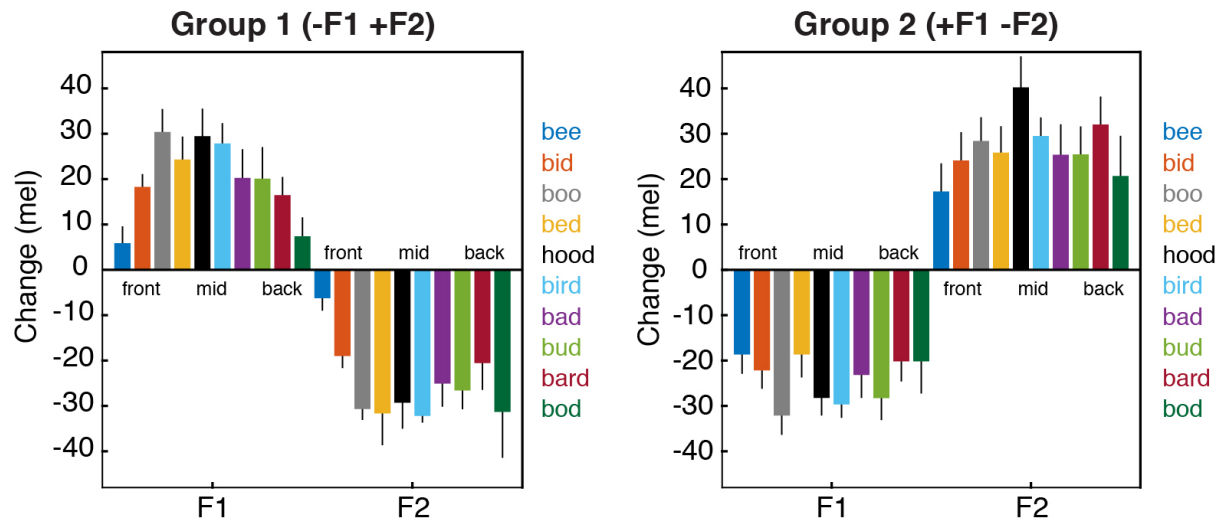 Group 1 (-F1 +F2)
Change (mel)
40
30
20
10
0
-10
-20
-30
-40
front mid back
front mid back
F1 F2
bee
bid
boo
bed
hood
bird
bad
bud
bard
bod
Group 2 (+F1 -F2)
Change (mel)
40
30
20
10
0
-10
-20
-30
-40
front mid back
front mid back
F1 F2
bee
bid
boo
bed
hood
bird
bad
bud
bard
bod